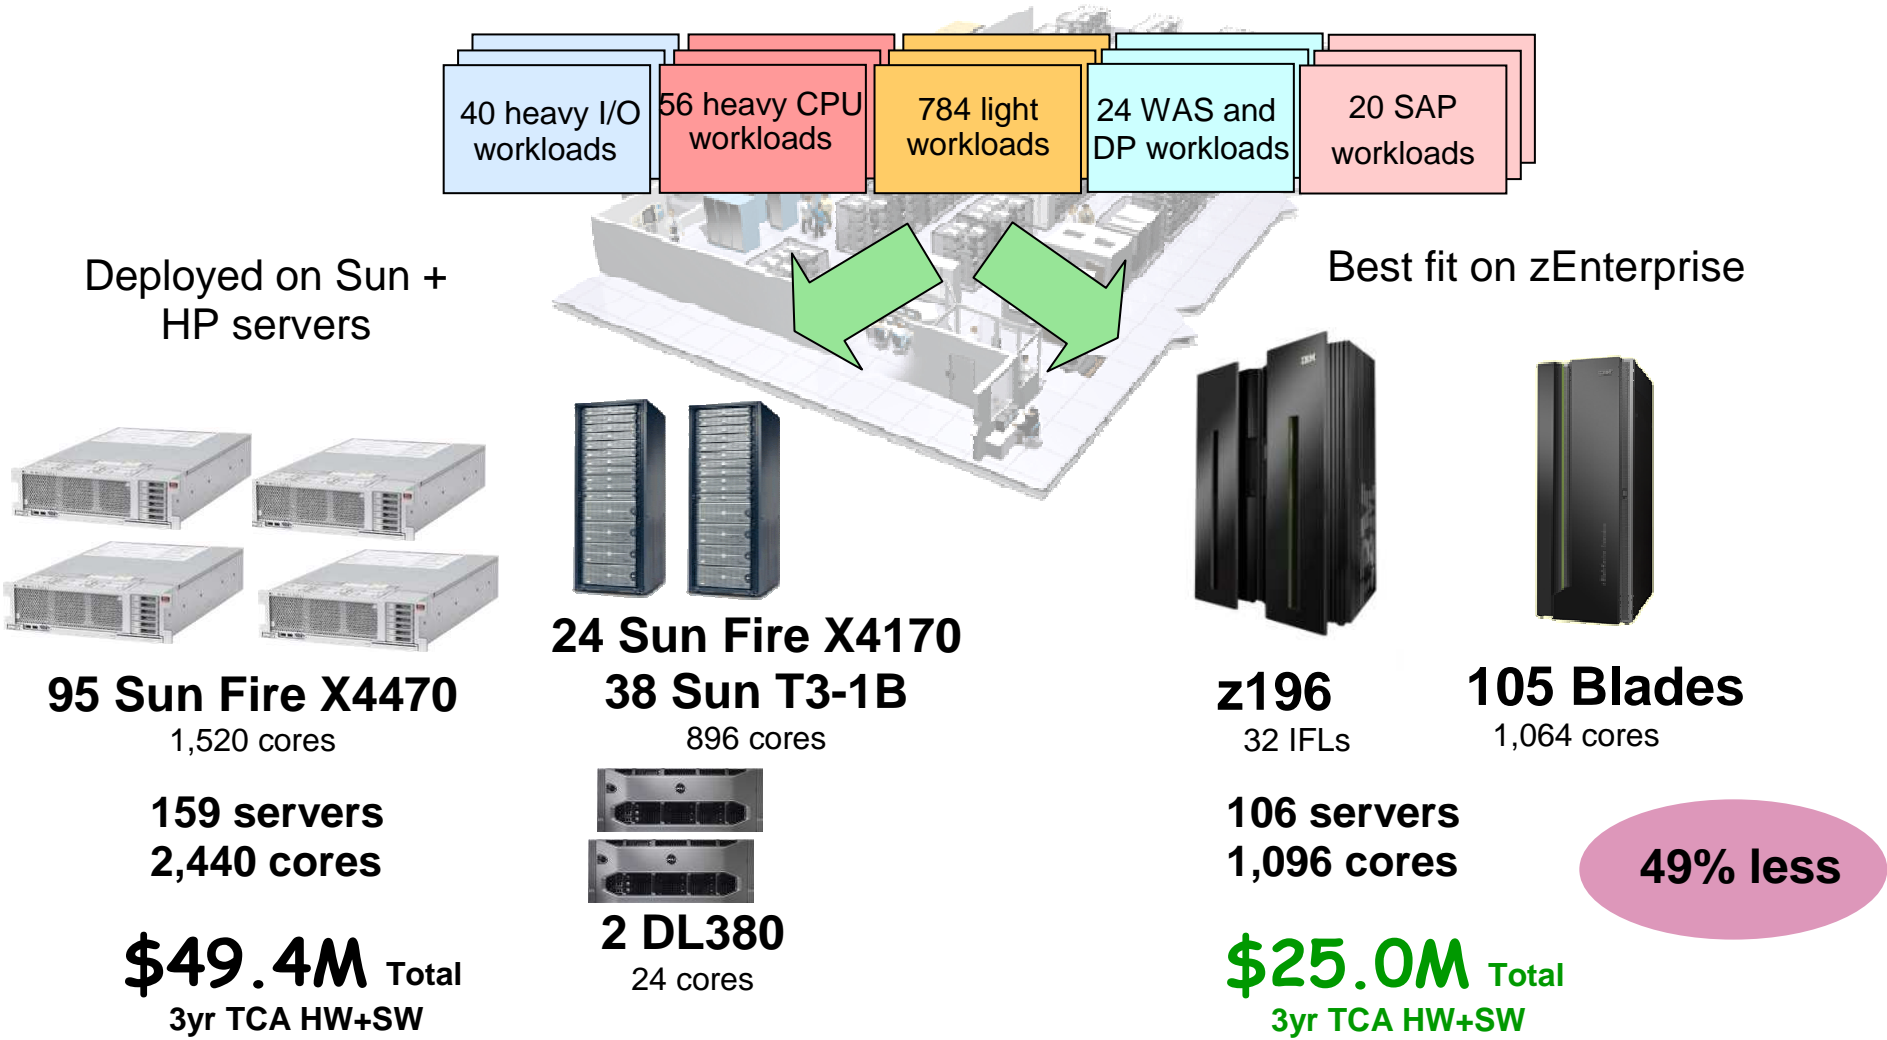 40 heavy I/O
workloads
56 heavy CPU
workloads
784 light
workloads
24 WAS and
DP workloads
20 SAP
workloads
Deployed on Sun +
HP servers
Best fit on zEnterprise
IBM
IBM
95 Sun Fire X4470
1,520 cores
24 Sun Fire X4170
38 Sun T3-1B
896 cores
z196
32 IFLs
105 Blades
1,064 cores
159 servers
2,440 cores
2 DL380
24 cores
106 servers
1,096 cores
49% less
$49.4M Total
3yr TCA HW+SW
$25.0M Total
3yr TCA HW+SW